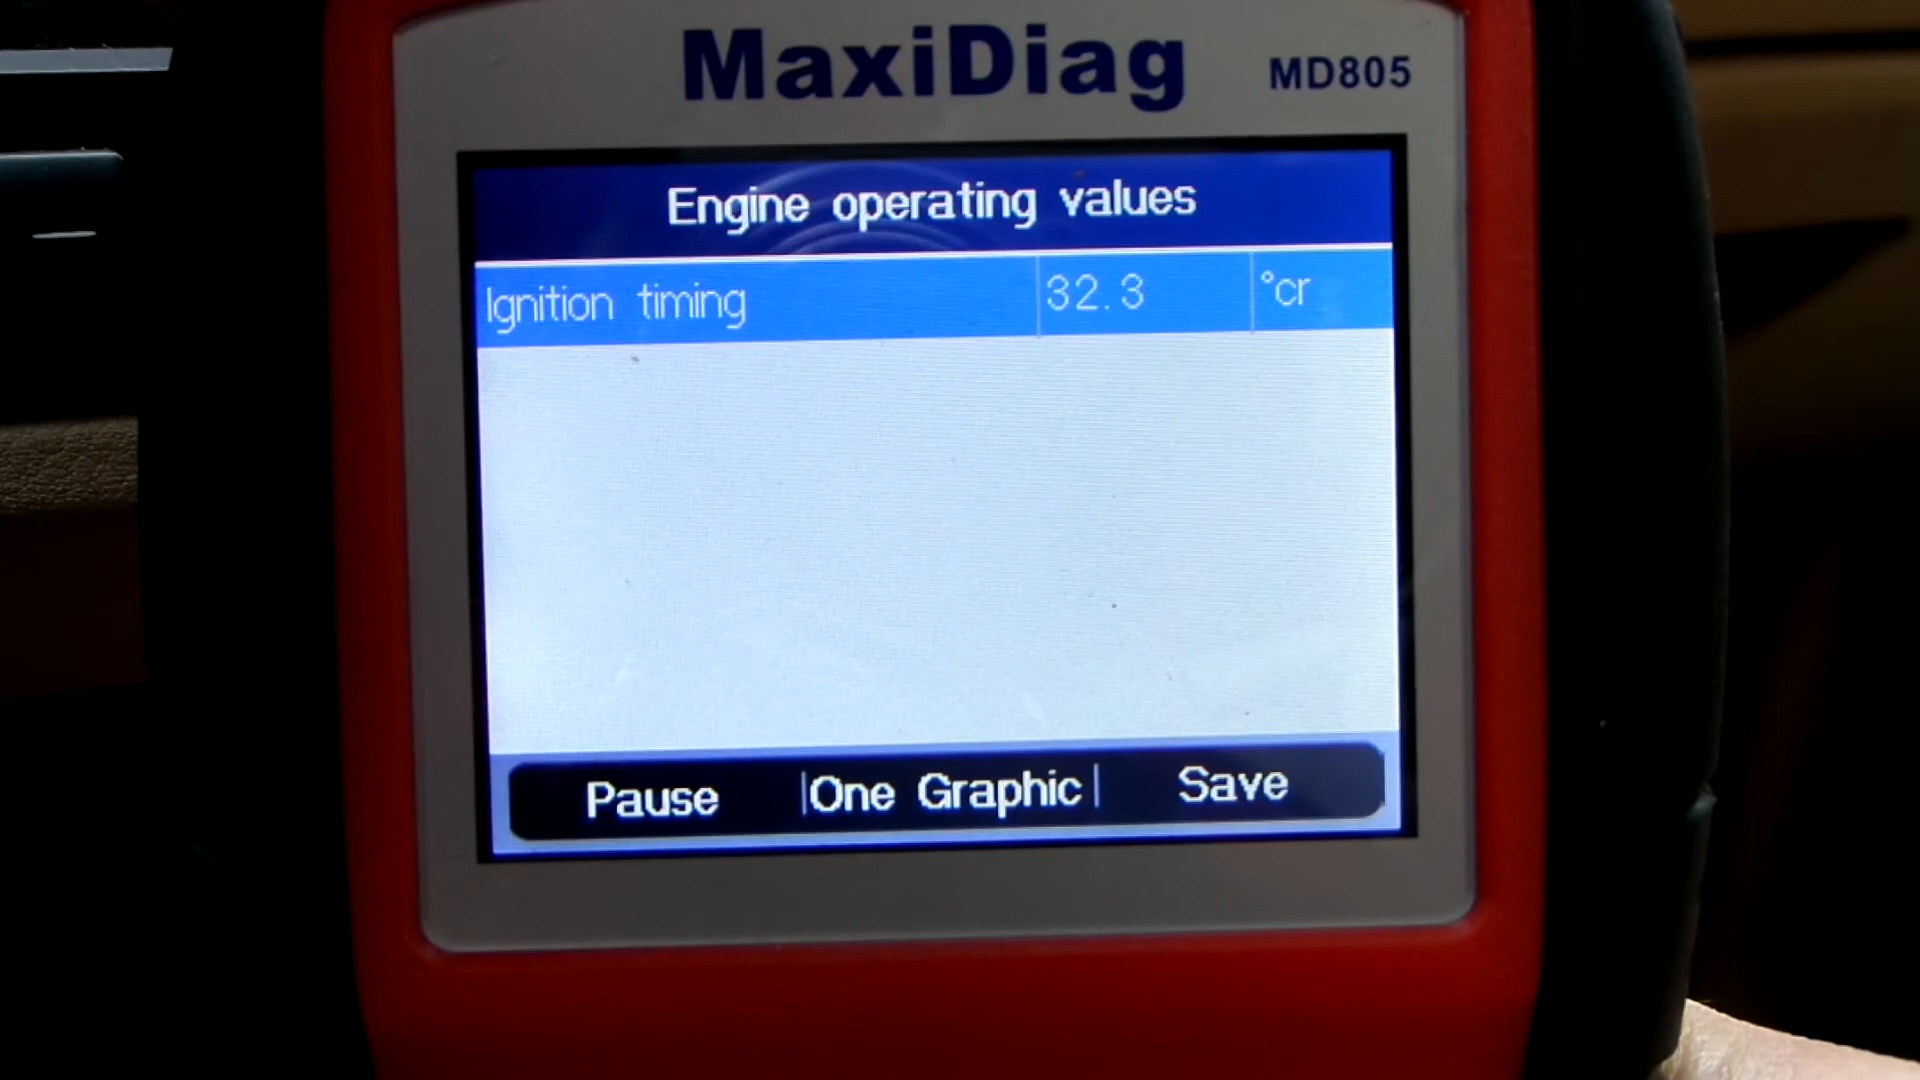 MaxiDiag MD805
Engine operating values
Ignition timing 32.3 °cr
Pause |One Graphic| Save